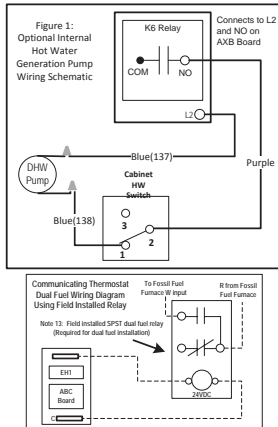 Figure 1:
Optional Internal
Hot Water
Generation Pump
Wiring Schematic
K6 Relay
COM
NO
L2
Connects to L2
and NO on
AXB Board
Blue(137)
DHW
Pump
Purple
Cabinet
HW
Switch
Blue(138)
3
2
1
Communicating Thermostat
Dual Fuel Wiring Diagram
Using Field Installed Relay
To Fossil Fuel
Furnace W input
R from Fossil
Fuel Furnace
Note 13: Field installed SPST dual fuel relay
(Required for dual fuel installation)
EH1
ABC
Board
C
24VDC